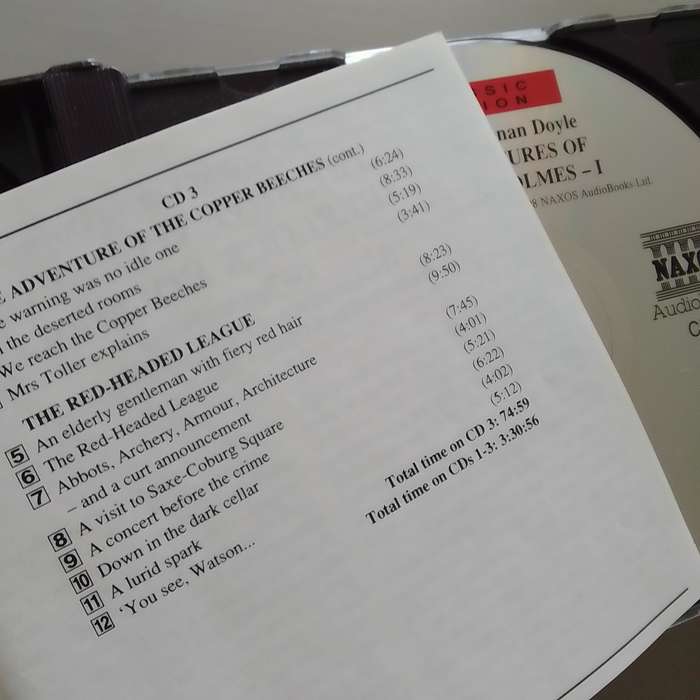 CD 3
ADVENTURE OF THE COPPER BEECHES (cont.)
warning was no idle one (6:24)
the deserted rooms (8:33)
We reach the Copper Beeches (5:19)
Mrs Toller explains (3:41)
THE RED-HEADED LEAGUE
5 An elderly gentleman with fiery red hair (8:23)
6 The Red-Headed League (9:50)
7 Abbots, Archery, Armour, Architecture
– and a curt announcement (7:45)
8 A visit to Saxe-Coburg Square (4:01)
9 A concert before the crime (5:21)
10 Down in the dark cellar (6:22)
11 A lurid spark (4:02)
12 'You see, Watson... (5:12)
Total time on CD 3: 74:59
Total time on CDs 1-3: 3:30:56
SIC
ION
nan Doyle
URES OF
OLMES – I
8 NAXOS AudioBooks Ltd.
NAXOS
Audio
C